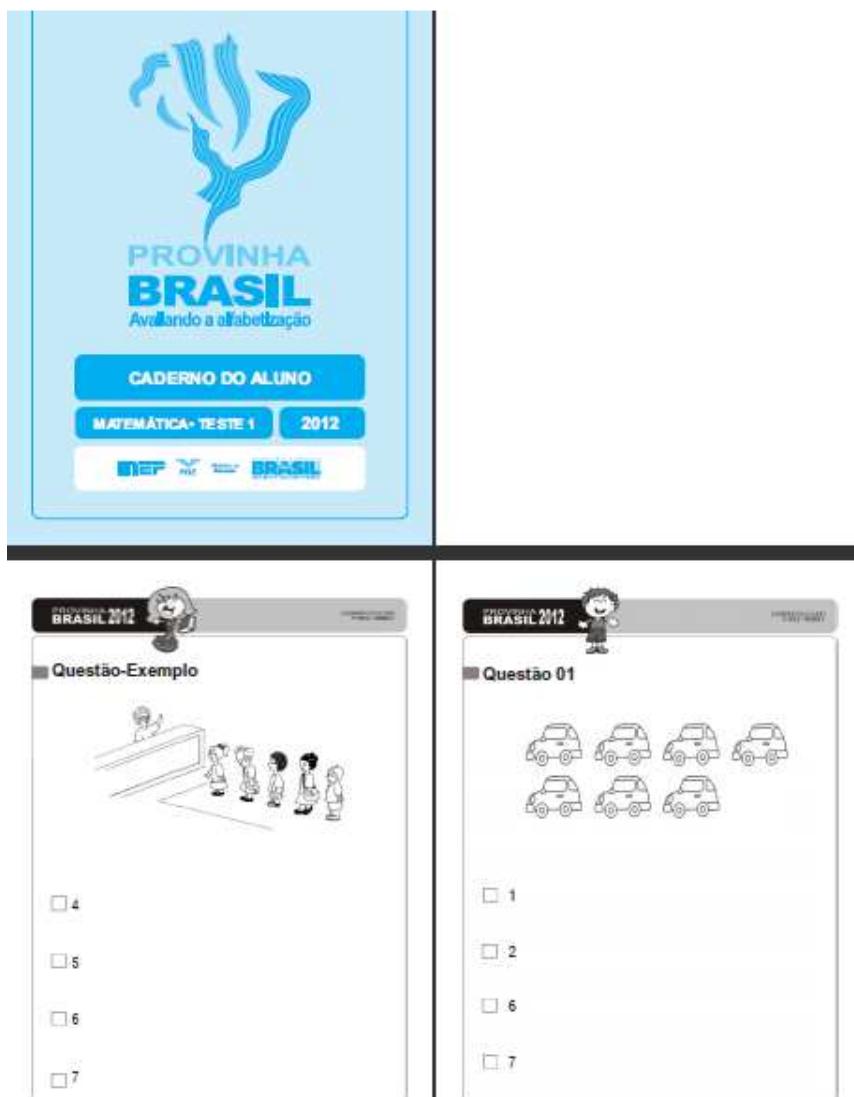 PROVINHA
BRASIL
Avaliando a alfabetização
CADERNO DO ALUNO
MATEMÁTICA• TESTE 1
2012
INEP
BRASIL
PROVINHA
BRASIL 2012
Questão-Exemplo
4
5
6
7
PROVINHA
BRASIL 2012
Questão 01
1
2
6
7